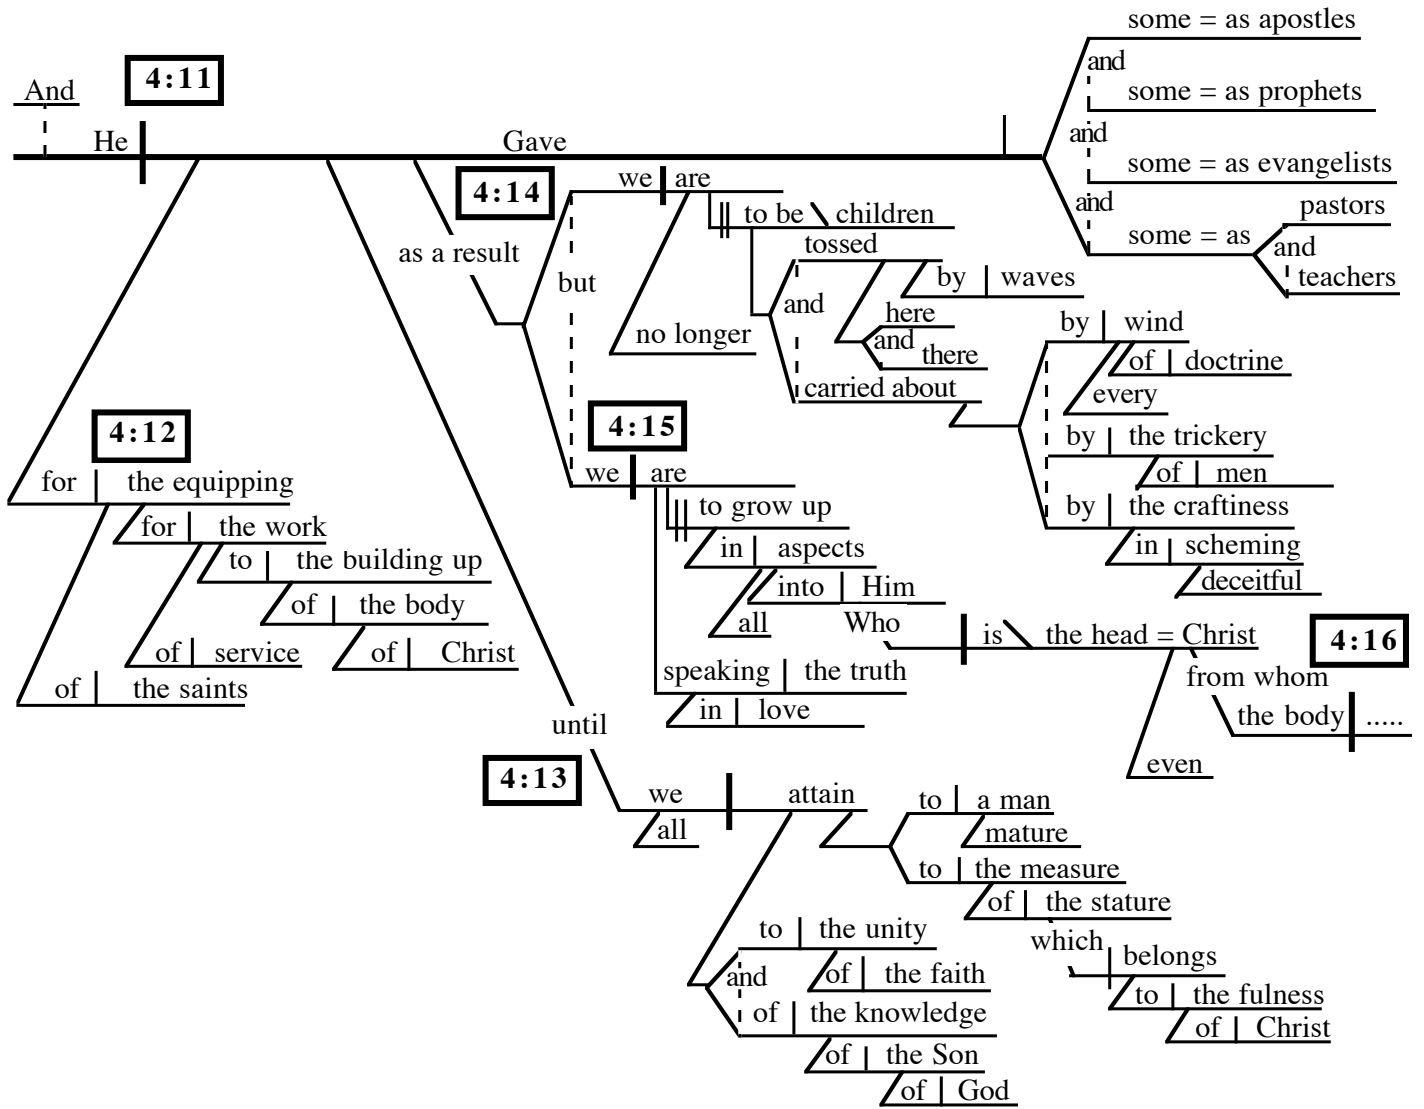 some = as apostles
and
4:11
And
some = as prophets
He
Gave
and
some = as evangelists
4:14
we are
and
to be children
pastors
some = as
and
teachers
as a result
tossed
but
and
by waves
here
and
there
no longer
by wind
of doctrine
every
carried about
4:15
4:12
by the trickery
of men
we are
for the equipping
to grow up
by the craftiness
for the work
in aspects
in scheming
to the building up
into Him
deceitful
of the body
all
Who
is the head = Christ
4:16
of service
of Christ
speaking the truth
from whom
of the saints
in love
the body .....
until
even
4:13
we attain
to a man
all
mature
to the measure
of the stature
to the unity
which
belongs
and
of the faith
to the fulness
of the knowledge
of Christ
of the Son
of God